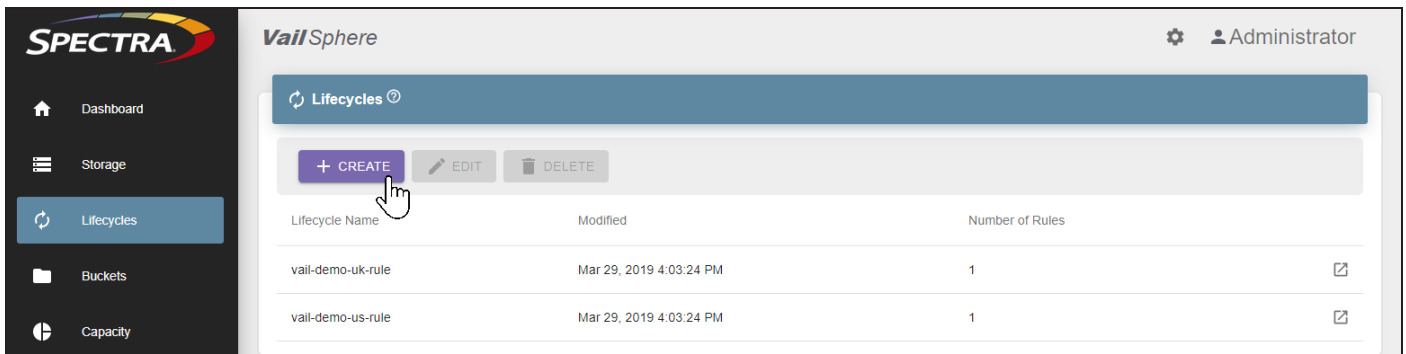 SPECTRA
VailSphere
Administrator
Dashboard
Storage
Lifecycles
Buckets
Capacity
Lifecycles
CREATE
EDIT
DELETE
Lifecycle Name Modified Number of Rules
vail-demo-uk-rule Mar 29, 2019 4:03:24 PM 1
vail-demo-us-rule Mar 29, 2019 4:03:24 PM 1